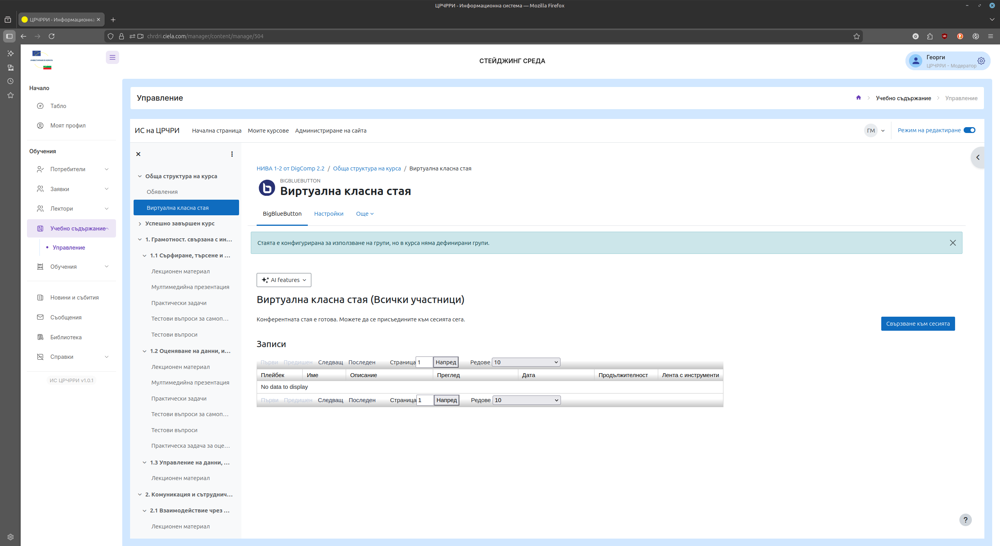 ЦРЧРРИ - Информационна система — Mozilla Firefox
ЦРЧРРИ - Информационна
chrdri.ciela.com/manager/content/manage/504
ИНВЕСТИРАМЕ В ХОРАТА
СТЕЙДЖИНГ СРЕДА
Георги
ЦРЧРРИ - Модератор
Начало
Табло
Моят профил
Обучения
Потребители
Заявки
Лектори
Учебно съдържание
Управление
Обучения
Новини и събития
Съобщения
Библиотека
Справки
ИС ЦРЧРРИ v1.0.1
Управление
Учебно съдържание
Управление
ИС на ЦРЧРИ
Начална страница
Моите курсове
Администриране на сайта
ГМ
Режим на редактиране
Обща структура на курса
Обявления
Виртуална класна стая
Успешно завършен курс
1. Грамотност. свързана с ин...
1.1 Сърфиране, търсене и ...
Лекционен материал
Мултимедийна презентация
Практически задачи
Тестови въпроси за самоп...
Тестови въпроси
1.2 Оценяване на данни, и...
Лекционен материал
Мултимедийна презентация
Практически задачи
Тестови въпроси за самоп...
Тестови въпроси
Практическа задача за оце...
1.3 Управление на данни, ...
Лекционен материал
2. Комуникация и сътруднич...
2.1 Взаимодействие чрез ...
Лекционен материал
НИВА 1-2 от DigComp 2.2 / Обща структура на курса / Виртуална класна стая
BIGBLUEBUTTON
Виртуална класна стая
BigBlueButton
Настройки
Още
Стаята е конфигурирана за използване на групи, но в курса няма дефинирани групи.
AI features
Виртуална класна стая (Всички участници)
Конферентната стая е готова. Можете да се присъедините към сесията сега.
Свързване към сесията
Записи
Първи Предишен Следващ Последен Страница 1 Напред Редове 10
Плейбек Име Описание Преглед Дата Продължителност Лента с инструменти
No data to display
Първи Предишен Следващ Последен Страница 1 Напред Редове 10
?